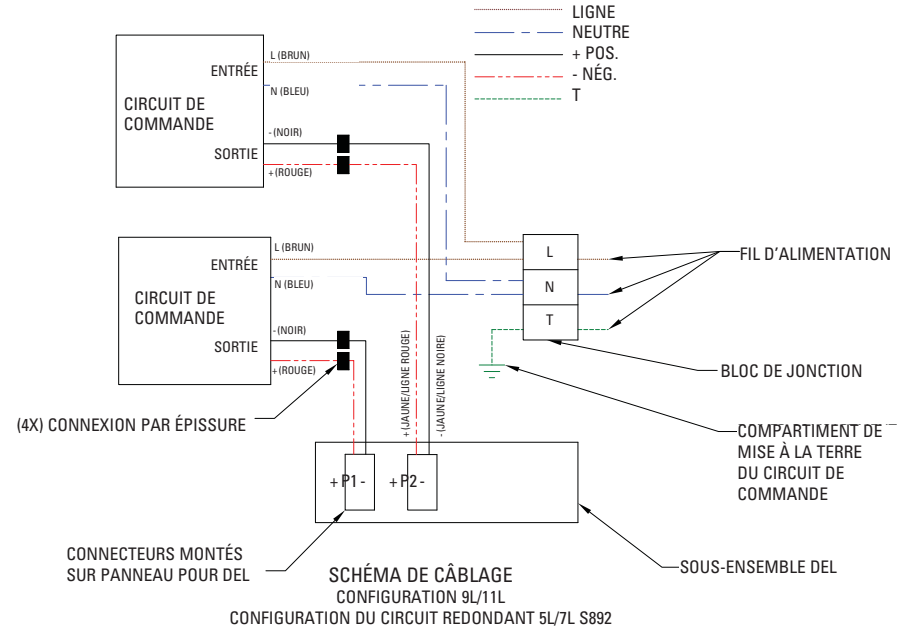 LIGNE
NEUTRE
+ POS.
- NÉG.
T
L (BRUN)
ENTRÉE
N (BLEU)
CIRCUIT DE
COMMANDE
- (NOIR)
SORTIE
+ (ROUGE)
L (BRUN)
ENTRÉE
N (BLEU)
CIRCUIT DE
COMMANDE
-(NOIR)
SORTIE
+(ROUGE)
L
N
T
FIL D'ALIMENTATION
BLOC DE JONCTION
(4X) CONNEXION PAR ÉPISSURE
+ (JAUNE/LIGNE ROUGE)
-(JAUNE/LIGNE NOIRE)
COMPARTIMENT DE
MISE À LA TERRE
DU CIRCUIT DE
COMMANDE
+ P1 -
+ P2 -
CONNECTEURS MONTÉS
SUR PANNEAU POUR DEL
SOUS-ENSEMBLE DEL
SCHÉMA DE CÂBLAGE
CONFIGURATION 9L/11L
CONFIGURATION DU CIRCUIT REDONDANT 5L/7L S892